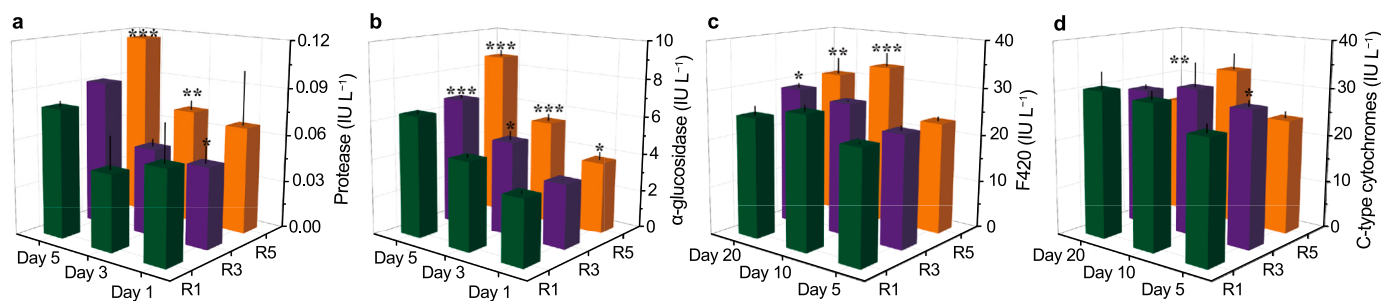 a
***
**
*
0.12
0.09
0.06
0.03
0.00
Protease (IU L⁻¹)
Day 5
Day 3
Day 1
R1
R3
R5
b
***
***
***
*
*
10
8
6
4
2
0
α-glucosidase (IU L⁻¹)
Day 5
Day 3
Day 1
R1
R3
R5
c
*
**
***
40
30
20
10
0
F420 (IU L⁻¹)
Day 20
Day 10
Day 5
R1
R3
R5
d
**
*
40
30
20
10
0
C-type cytochromes (IU L⁻¹)
Day 20
Day 10
Day 5
R1
R3
R5